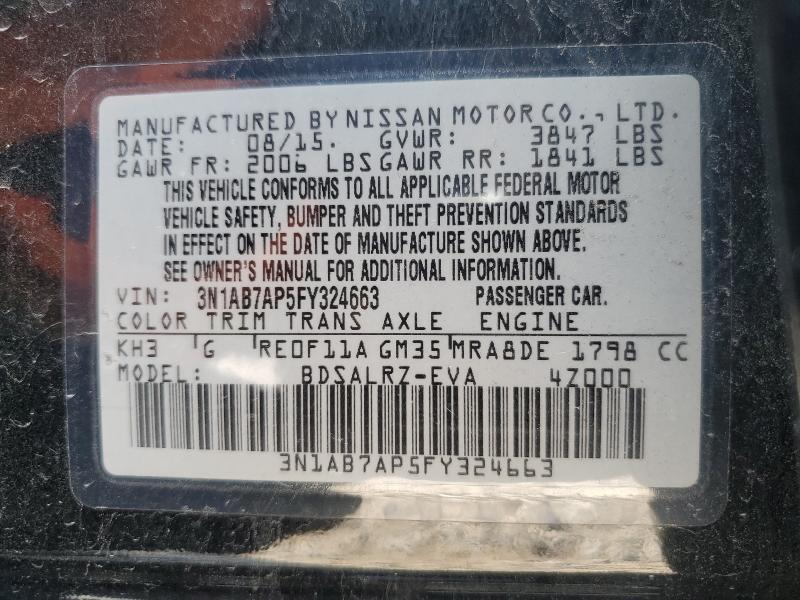 MANUFACTURED BY NISSAN MOTOR CO., LTD.
DATE: 08/15. GVWR: 3847 LBS
GAWR FR: 2006 LBS GAWR RR: 1841 LBS
THIS VEHICLE CONFORMS TO ALL APPLICABLE FEDERAL MOTOR
VEHICLE SAFETY, BUMPER AND THEFT PREVENTION STANDARDS
IN EFFECT ON THE DATE OF MANUFACTURE SHOWN ABOVE.
SEE OWNER'S MANUAL FOR ADDITIONAL INFORMATION.
VIN: 3N1AB7AP5FY324663 PASSENGER CAR.
COLOR TRIM TRANS AXLE ENGINE
KH3 G RE0F11A GM35 MRA8DE 1798 CC
MODEL: BDSALRZ-EVA 4Z000
3N1AB7AP5FY324663